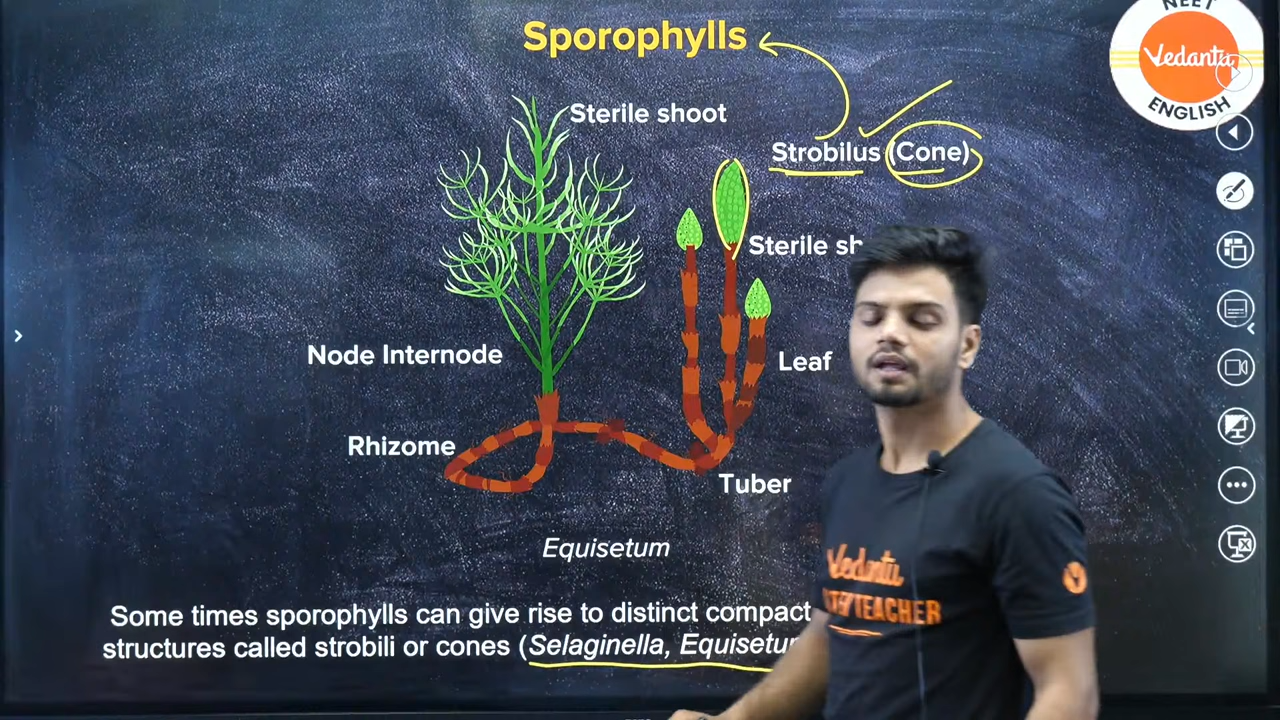 Sporophylls
NEET
Vedantu
ENGLISH
Sterile shoot
Strobilus (Cone)
Sterile
Node Internode
Leaf
Rhizome
Tuber
Equisetum
Some times sporophylls can give rise to distinct compact
structures called strobili or cones (Selaginella,
Vedantu
TEACHER